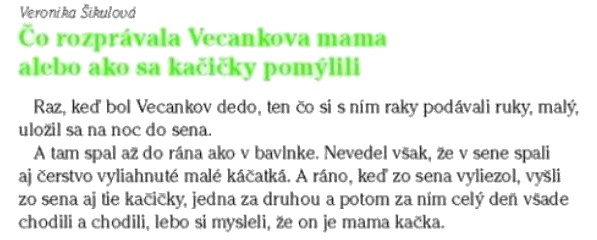 Veronika Šikulová
Čo rozprávala Vecankova mama
alebo ako sa kačičky pomýlili
Raz, keď bol Vecankov dedo, ten čo si s ním raky podávali ruky, malý,
uložil sa na noc do sena.
A tam spal až do rána ako v bavlnke. Nevedel však, že v sene spali
aj čerstvo vyliahnuté malé káčatká. A ráno, keď zo sena vyliezol, vyšli
zo sena aj tie kačičky, jedna za druhou a potom za ním celý deň všade
chodili a chodili, lebo si mysleli, že on je mama kačka.